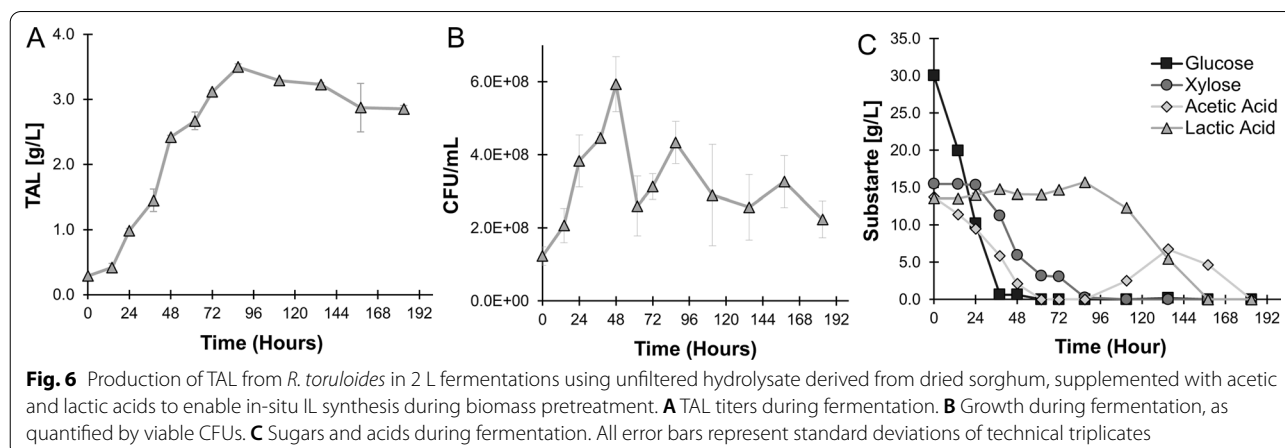 A
4.0
3.0
2.0
1.0
0.0
TAL [g/L]
0 24 48 72 96 120 144 168 192
Time (Hours)
B
6.0E+08
4.0E+08
2.0E+08
0.0E+00
CFU/mL
0 24 48 72 96 120 144 168 192
Time (Hours)
C
35.0
30.0
25.0
20.0
15.0
10.0
5.0
0.0
Substarte [g/L]
0 24 48 72 96 120 144 168 192
Time (Hour)
Glucose
Xylose
Acetic Acid
Lactic Acid
Fig. 6 Production of TAL from R. toruloides in 2 L fermentations using unfiltered hydrolysate derived from dried sorghum, supplemented with acetic
and lactic acids to enable in-situ IL synthesis during biomass pretreatment. A TAL titers during fermentation. B Growth during fermentation, as
quantified by viable CFUs. C Sugars and acids during fermentation. All error bars represent standard deviations of technical triplicates